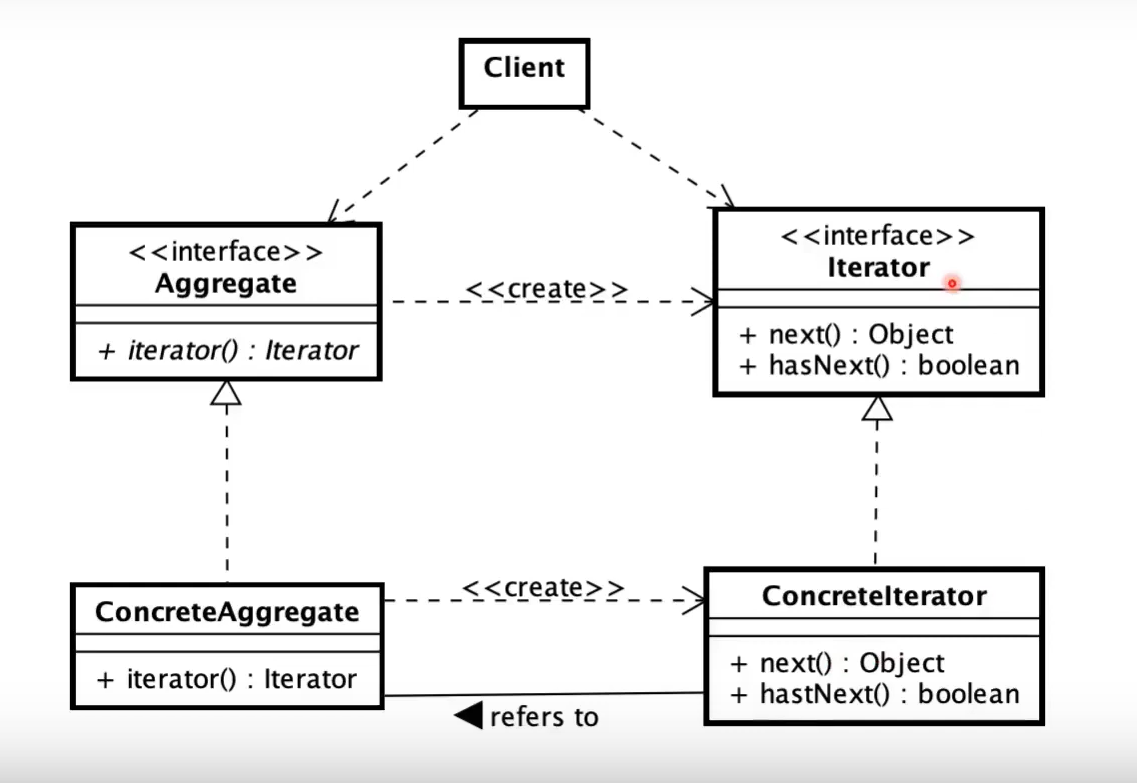 Client
<<interface>>
Aggregate
+ iterator() : Iterator
<<create>>
<<interface>>
Iterator
+ next() : Object
+ hasNext() : boolean
ConcreteAggregate
+ iterator() : Iterator
<<create>>
refers to
ConcreteIterator
+ next() : Object
+ hastNext() : boolean